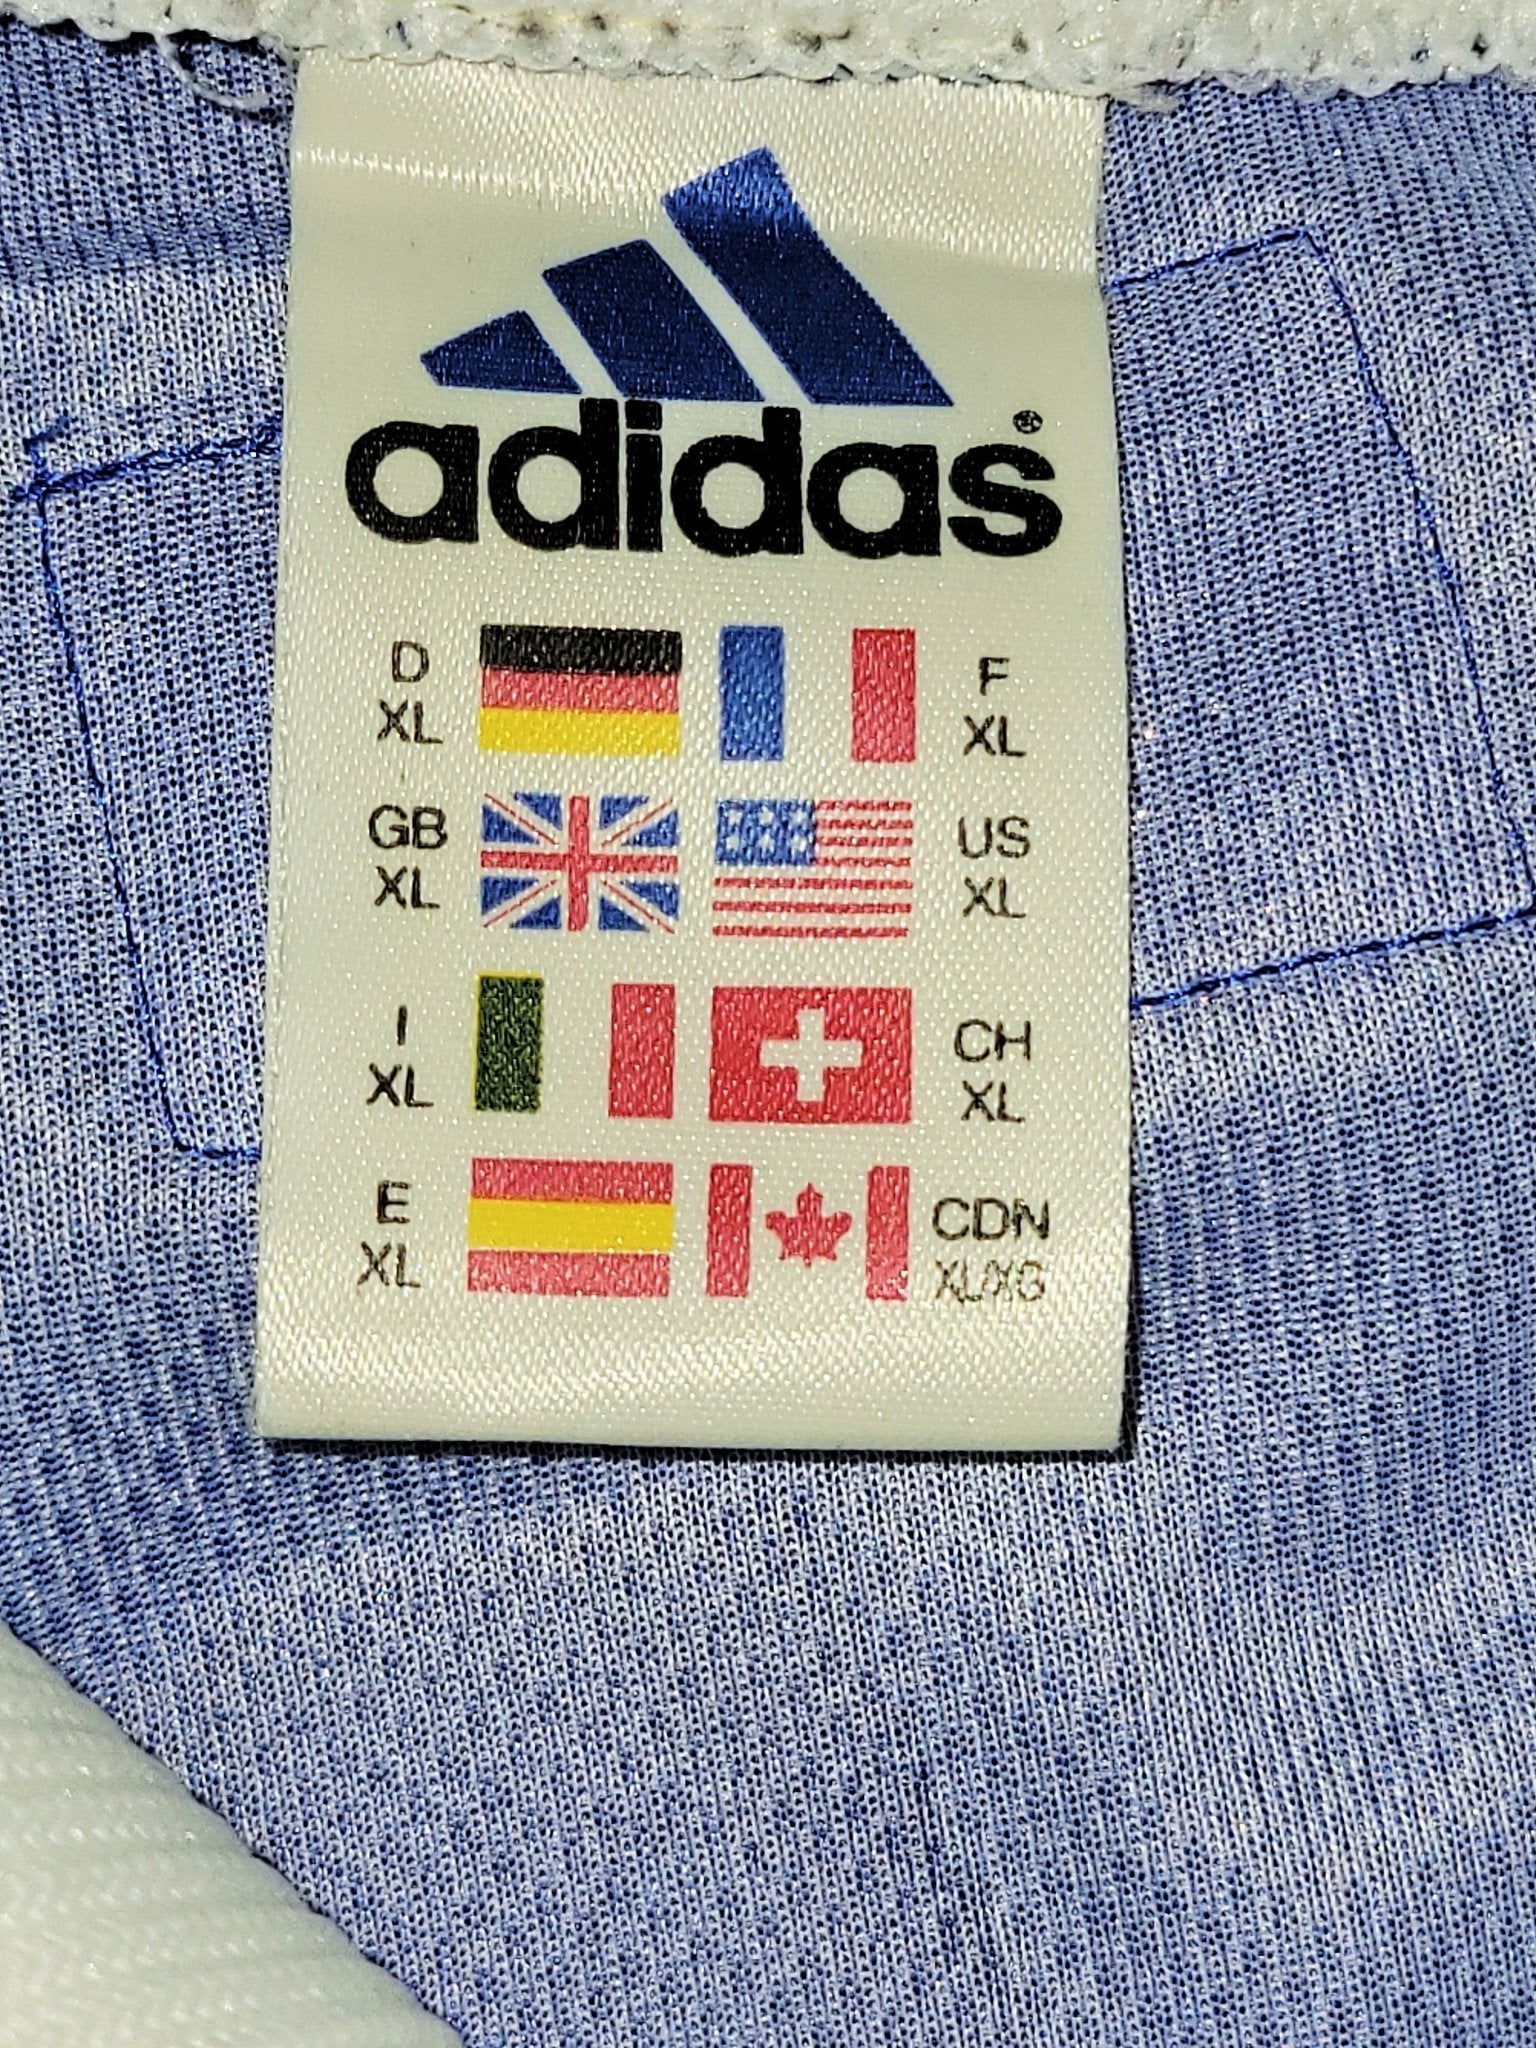 adidas®
D F
XL XL
GB US
XL XL
I CH
XL XL
E CDN
XL XL/XG